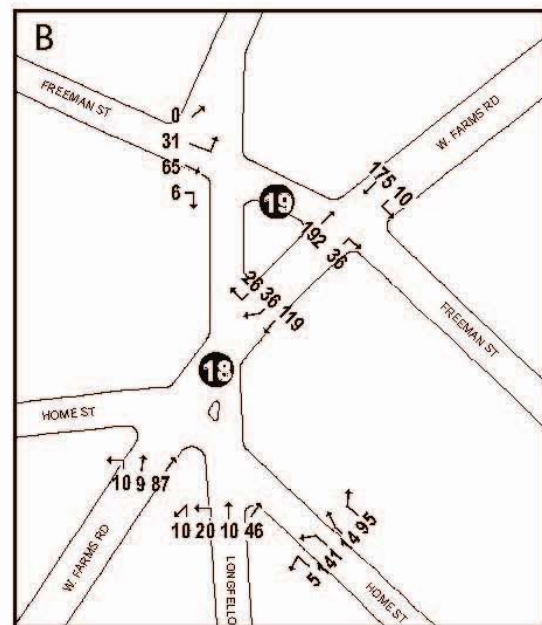 B
FREEMAN ST
W. FARMS RD
0
31
65
6
175 10
19
192 36
26 36 119
FREEMAN ST
18
HOME ST
10 9 87
W. FARMS RD
10 20 10 46
LONGFELLO
5 141 14 95
HOME ST